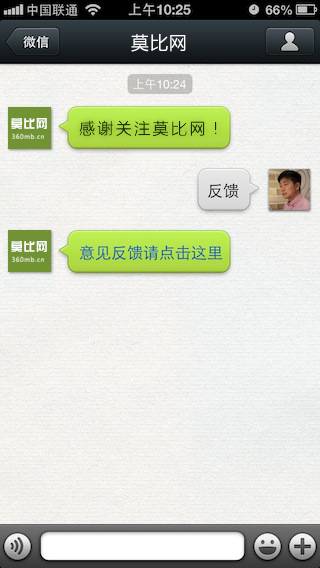 中国联通 上午10:25 66%
微信 莫比网
上午10:24
莫比网
360mb.cn
感谢关注莫比网！
反馈
莫比网
360mb.cn
意见反馈请点击这里